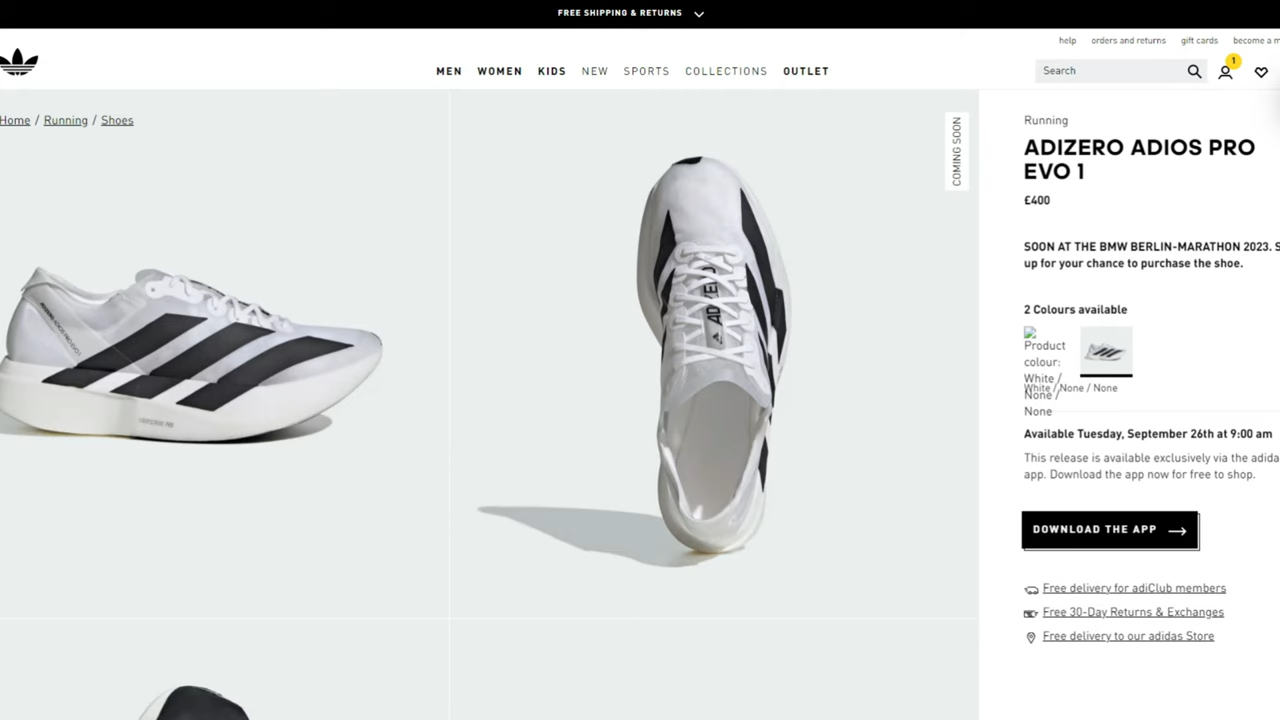 FREE SHIPPING & RETURNS
help orders and returns gift cards become a m
MEN WOMEN KIDS NEW SPORTS COLLECTIONS OUTLET
Search
1
Home / Running / Shoes
COMING SOON
ADIZERO
Running
ADIZERO ADIOS PRO
EVO 1
£400
SOON AT THE BMW BERLIN-MARATHON 2023. S
up for your chance to purchase the shoe.
2 Colours available
Product
colour:
White /
None /
None
White / None / None
Available Tuesday, September 26th at 9:00 am
This release is available exclusively via the adida
app. Download the app now for free to shop.
DOWNLOAD THE APP
Free delivery for adiClub members
Free 30-Day Returns & Exchanges
Free delivery to our adidas Store